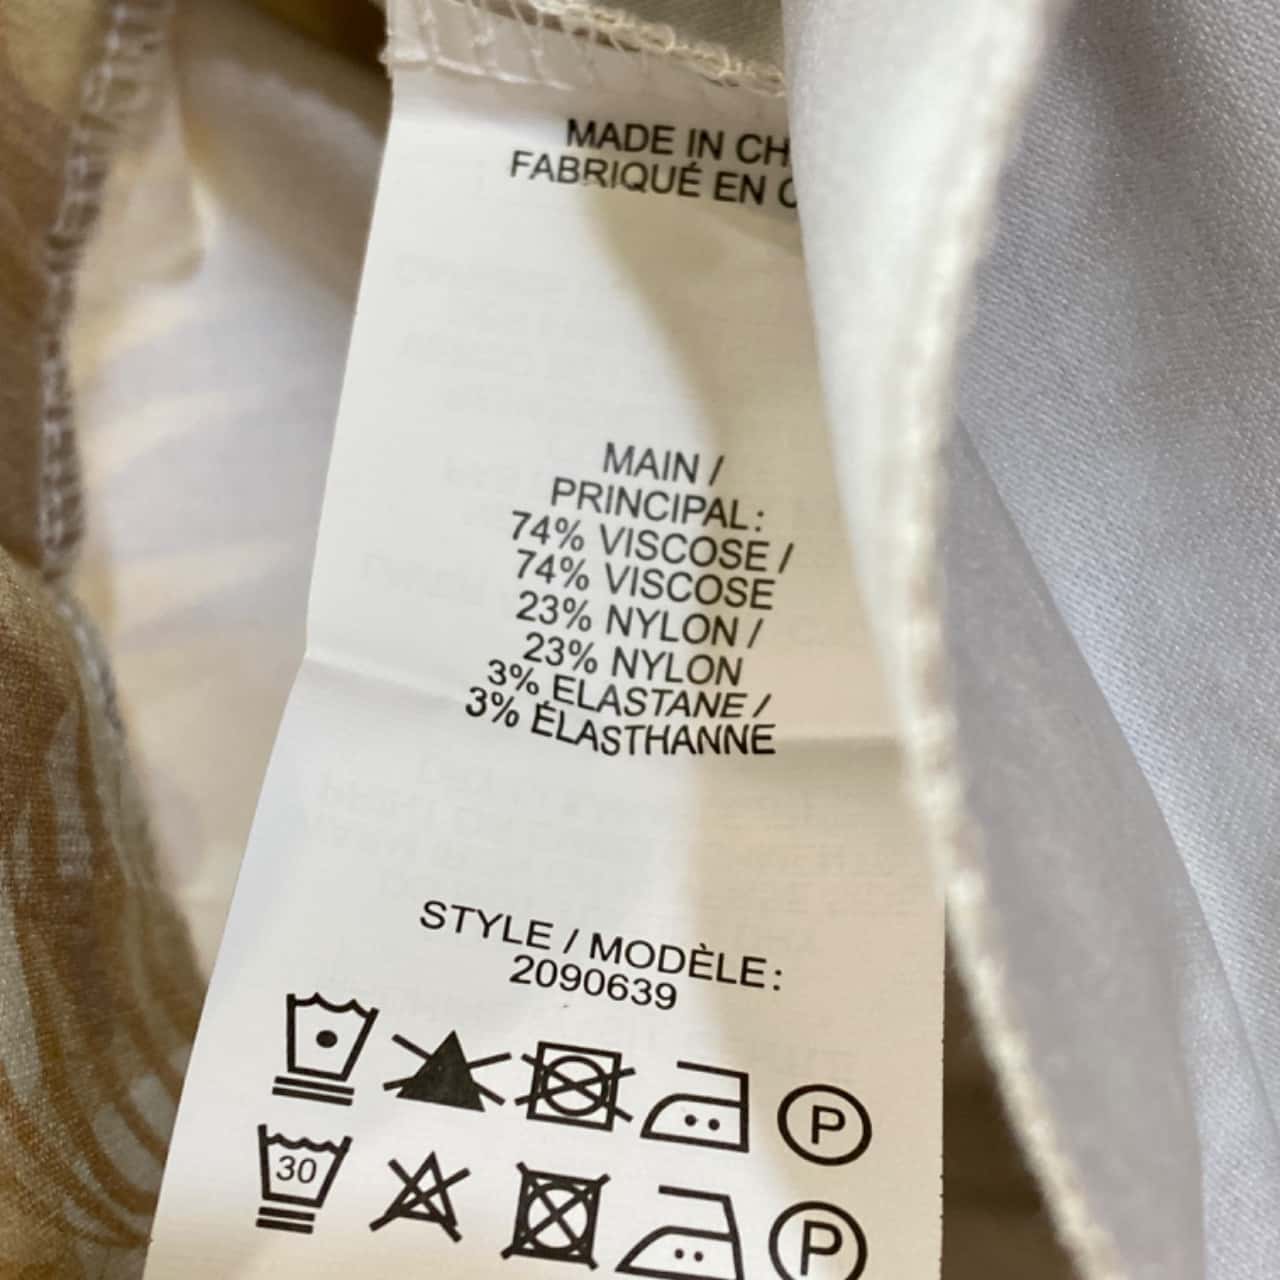 MADE IN
FABRIQUÉ EN
MAIN /
PRINCIPAL:
74% VISCOSE /
74% VISCOSE
23% NYLON /
23% NYLON
3% ELASTANE /
3% ÉLASTHANNE
STYLE / MODÈLE:
2090639
P
30
P